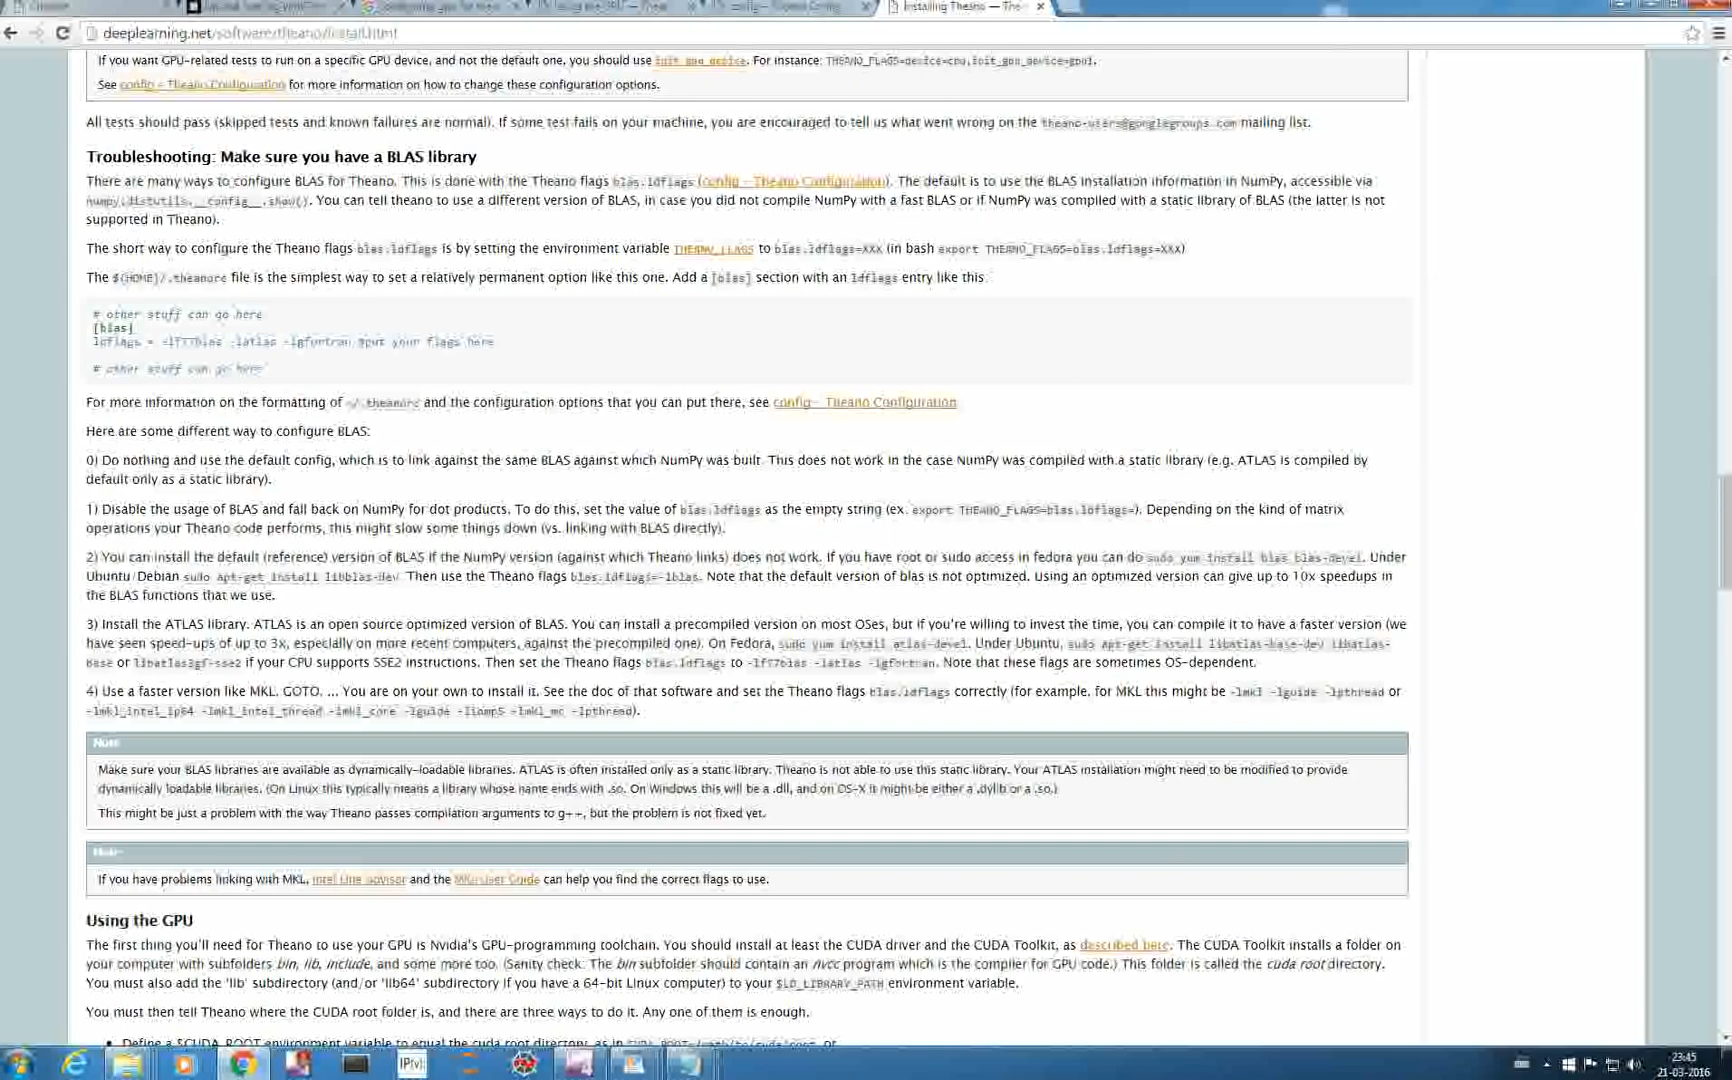 Installing Theano — The
deeplearning.net/software/theano/install.html
If you want GPU-related tests to run on a specific GPU device, and not the default one, you should use init_gpu_device. For instance: THEANO_FLAGS=device=cpu,init_gpu_device=gpu1.
See config – Theano Configuration for more information on how to change these configuration options.
All tests should pass (skipped tests and known failures are normal). If some test fails on your machine, you are encouraged to tell us what went wrong on the theano-users@googlegroups.com mailing list.
Troubleshooting: Make sure you have a BLAS library
There are many ways to configure BLAS for Theano. This is done with the Theano flags blas.ldflags (config – Theano Configuration). The default is to use the BLAS installation information in NumPy, accessible via
numpy.distutils.__config__.show(). You can tell theano to use a different version of BLAS, in case you did not compile NumPy with a fast BLAS or if NumPy was compiled with a static library of BLAS (the latter is not
supported in Theano).
The short way to configure the Theano flags blas.ldflags is by setting the environment variable THEANO_FLAGS to blas.ldflags=XXX (in bash export THEANO_FLAGS=blas.ldflags=XXX)
The ${HOME}/.theanorc file is the simplest way to set a relatively permanent option like this one. Add a [blas] section with an ldflags entry like this:
# other stuff can go here
[blas]
ldflags = -lf77blas -latlas -lgfortran #put your flags here
# other stuff can go here
For more information on the formatting of ~/.theanorc and the configuration options that you can put there, see config – Theano Configuration
Here are some different way to configure BLAS:
0) Do nothing and use the default config, which is to link against the same BLAS against which NumPy was built. This does not work in the case NumPy was compiled with a static library (e.g. ATLAS is compiled by
default only as a static library).
1) Disable the usage of BLAS and fall back on NumPy for dot products. To do this, set the value of blas.ldflags as the empty string (ex. export THEANO_FLAGS=blas.ldflags=). Depending on the kind of matrix
operations your Theano code performs, this might slow some things down (vs. linking with BLAS directly).
2) You can install the default (reference) version of BLAS if the NumPy version (against which Theano links) does not work. If you have root or sudo access in fedora you can do sudo yum install blas blas-devel. Under
Ubuntu/Debian sudo apt-get install libblas-dev. Then use the Theano flags blas.ldflags=-lblas. Note that the default version of blas is not optimized. Using an optimized version can give up to 10x speedups in
the BLAS functions that we use.
3) Install the ATLAS library. ATLAS is an open source optimized version of BLAS. You can install a precompiled version on most OSes, but if you're willing to invest the time, you can compile it to have a faster version (we
have seen speed-ups of up to 3x, especially on more recent computers, against the precompiled one). On Fedora, sudo yum install atlas-devel. Under Ubuntu, sudo apt-get install libatlas-base-dev libatlas-
base or libatlas3gf-sse2 if your CPU supports SSE2 instructions. Then set the Theano flags blas.ldflags to -lf77blas -latlas -lgfortran. Note that these flags are sometimes OS-dependent.
4) Use a faster version like MKL, GOTO, ... You are on your own to install it. See the doc of that software and set the Theano flags blas.ldflags correctly (for example, for MKL this might be -lmkl -lguide -lpthread or
-lmkl_intel_lp64 -lmkl_intel_thread -lmkl_core -lguide -liomp5 -lmkl_mc -lpthread).
Note
Make sure your BLAS libraries are available as dynamically-loadable libraries. ATLAS is often installed only as a static library. Theano is not able to use this static library. Your ATLAS installation might need to be modified to provide
dynamically loadable libraries. (On Linux this typically means a library whose name ends with .so. On Windows this will be a .dll, and on OS-X it might be either a .dylib or a .so.)
This might be just a problem with the way Theano passes compilation arguments to g++, but the problem is not fixed yet.
Note
If you have problems linking with MKL, Intel Line Advisor and the MKL User Guide can help you find the correct flags to use.
Using the GPU
The first thing you'll need for Theano to use your GPU is Nvidia's GPU-programming toolchain. You should install at least the CUDA driver and the CUDA Toolkit, as described here. The CUDA Toolkit installs a folder on
your computer with subfolders bin, lib, include, and some more too. (Sanity check: The bin subfolder should contain an nvcc program which is the compiler for GPU code.) This folder is called the cuda root directory.
You must also add the 'lib' subdirectory (and/or 'lib64' subdirectory if you have a 64-bit Linux computer) to your $LD_LIBRARY_PATH environment variable.
You must then tell Theano where the CUDA root folder is, and there are three ways to do it. Any one of them is enough.
• Define a $CUDA_ROOT environment variable to equal the cuda root directory, as in CUDA_ROOT=/path/to/cuda/root, or
IP[y]:
23:45
21-03-2016